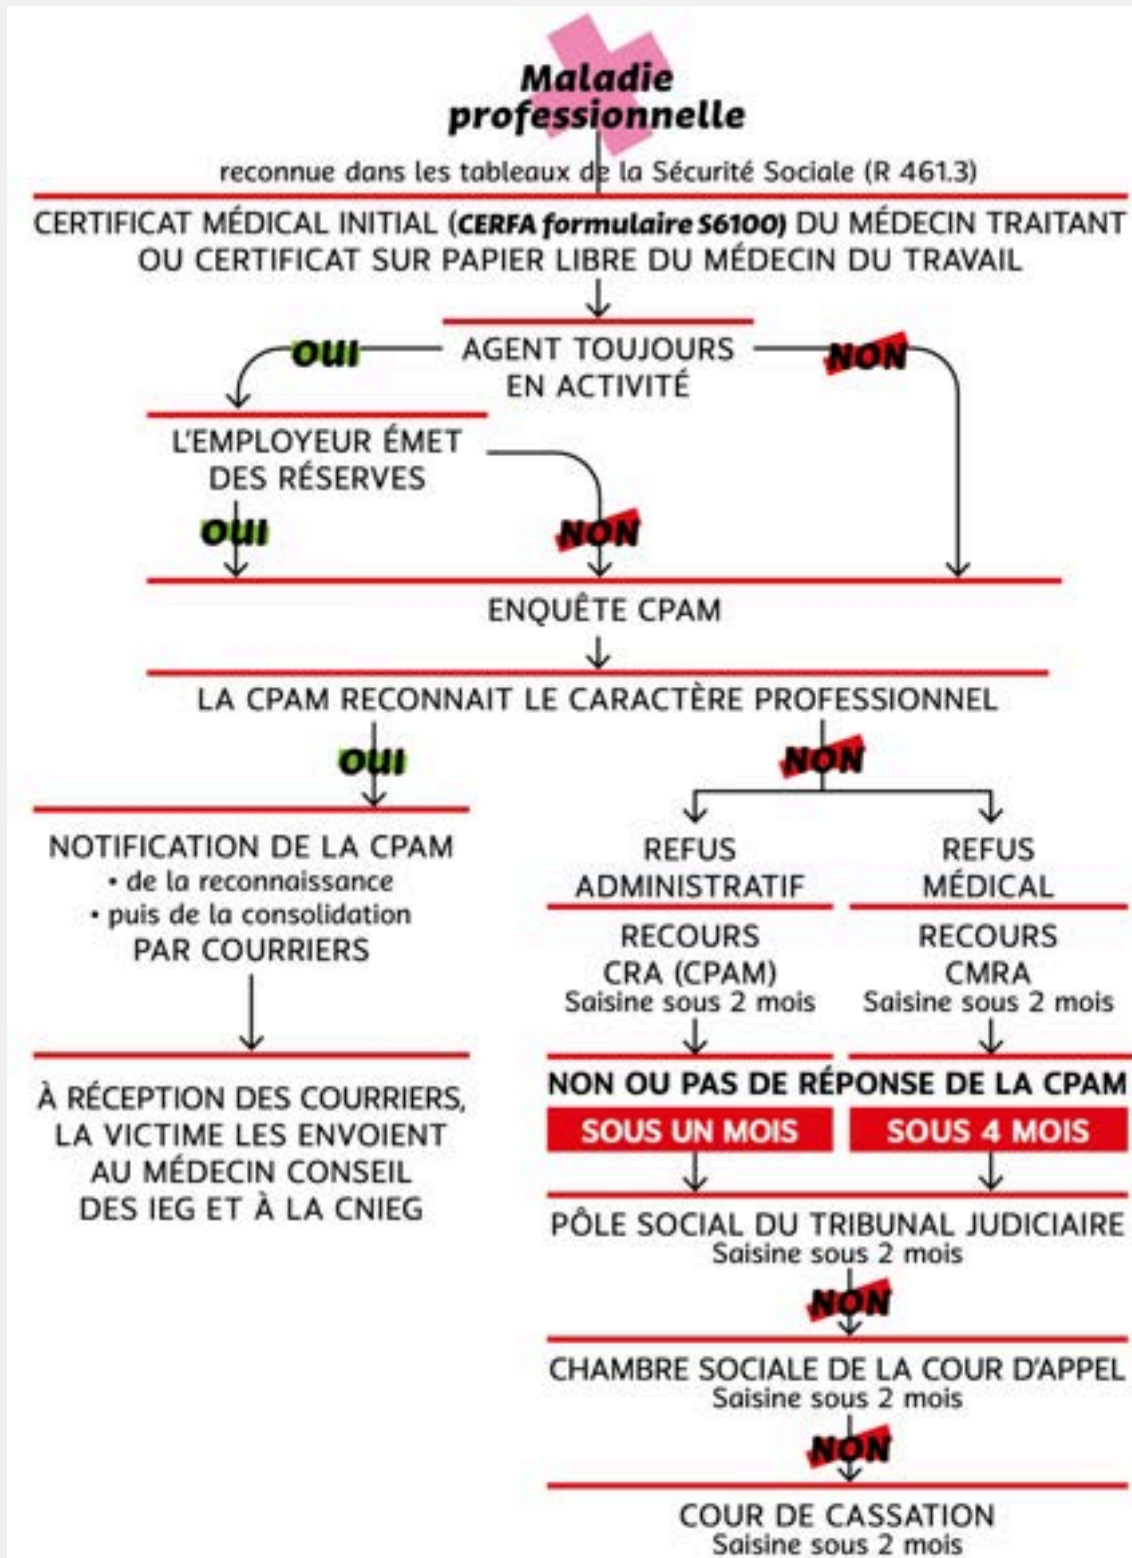 Maladie
professionnelle
reconnue dans les tableaux de la Sécurité Sociale (R 461.3)
CERTIFICAT MÉDICAL INITIAL (CERFA formulaire S6100) DU MÉDECIN TRAITANT
OU CERTIFICAT SUR PAPIER LIBRE DU MÉDECIN DU TRAVAIL
OUI
AGENT TOUJOURS
EN ACTIVITÉ
NON
L'EMPLOYEUR ÉMET
DES RÉSERVES
OUI
NON
ENQUÊTE CPAM
LA CPAM RECONNAIT LE CARACTÈRE PROFESSIONNEL
OUI
NON
NOTIFICATION DE LA CPAM
• de la reconnaissance
• puis de la consolidation
PAR COURRIERS
À RÉCEPTION DES COURRIERS,
LA VICTIME LES ENVOIENT
AU MÉDECIN CONSEIL
DES IEG ET À LA CNIEG
REFUS
ADMINISTRATIF
RECOURS
CRA (CPAM)
Saisine sous 2 mois
REFUS
MÉDICAL
RECOURS
CMRA
Saisine sous 2 mois
NON OU PAS DE RÉPONSE DE LA CPAM
SOUS UN MOIS
SOUS 4 MOIS
PÔLE SOCIAL DU TRIBUNAL JUDICIAIRE
Saisine sous 2 mois
NON
CHAMBRE SOCIALE DE LA COUR D'APPEL
Saisine sous 2 mois
NON
COUR DE CASSATION
Saisine sous 2 mois